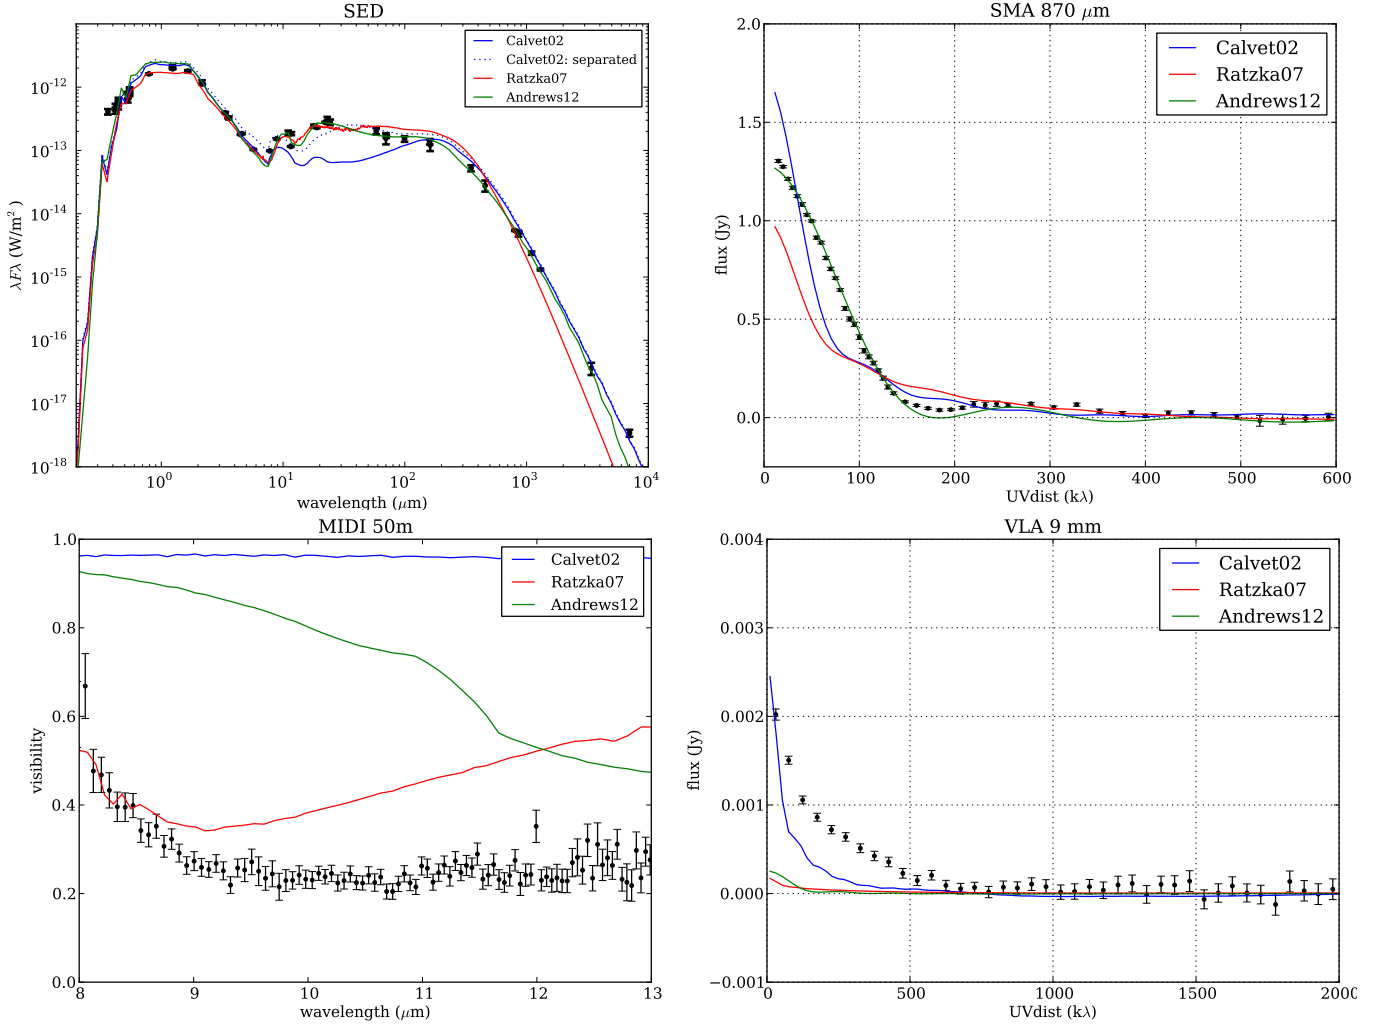 SED
Calvet02
Calvet02: separated
Ratzka07
Andrews12
10^-12
10^-13
10^-14
10^-15
10^-16
10^-17
10^-18
λFλ (W/m^2 )
10^0 10^1 10^2 10^3 10^4
wavelength (μm)
SMA 870 μm
Calvet02
Ratzka07
Andrews12
2.0
1.5
1.0
0.5
0.0
flux (Jy)
0 100 200 300 400 500 600
UVdist (kλ)
MIDI 50m
Calvet02
Ratzka07
Andrews12
1.0
0.8
0.6
0.4
0.2
0.0
visibility
8 9 10 11 12 13
wavelength (μm)
VLA 9 mm
Calvet02
Ratzka07
Andrews12
0.004
0.003
0.002
0.001
0.000
−0.001
flux (Jy)
0 500 1000 1500 2000
UVdist (kλ)